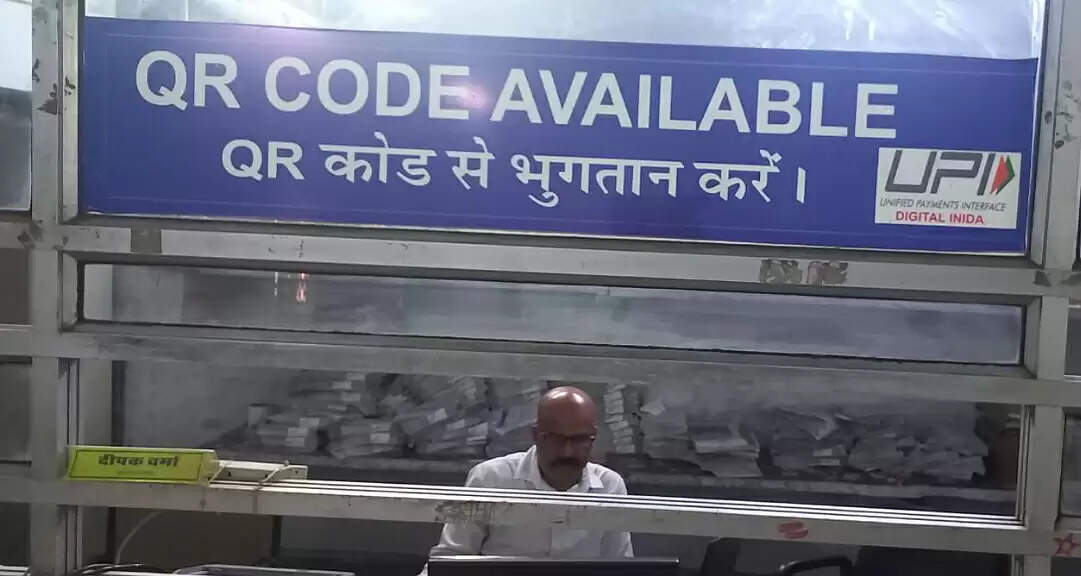 QR CODE AVAILABLE
QR कोड से भुगतान करें।
UPI
UNIFIED PAYMENTS INTERFACE
DIGITAL INIDA
दीपक वर्मा